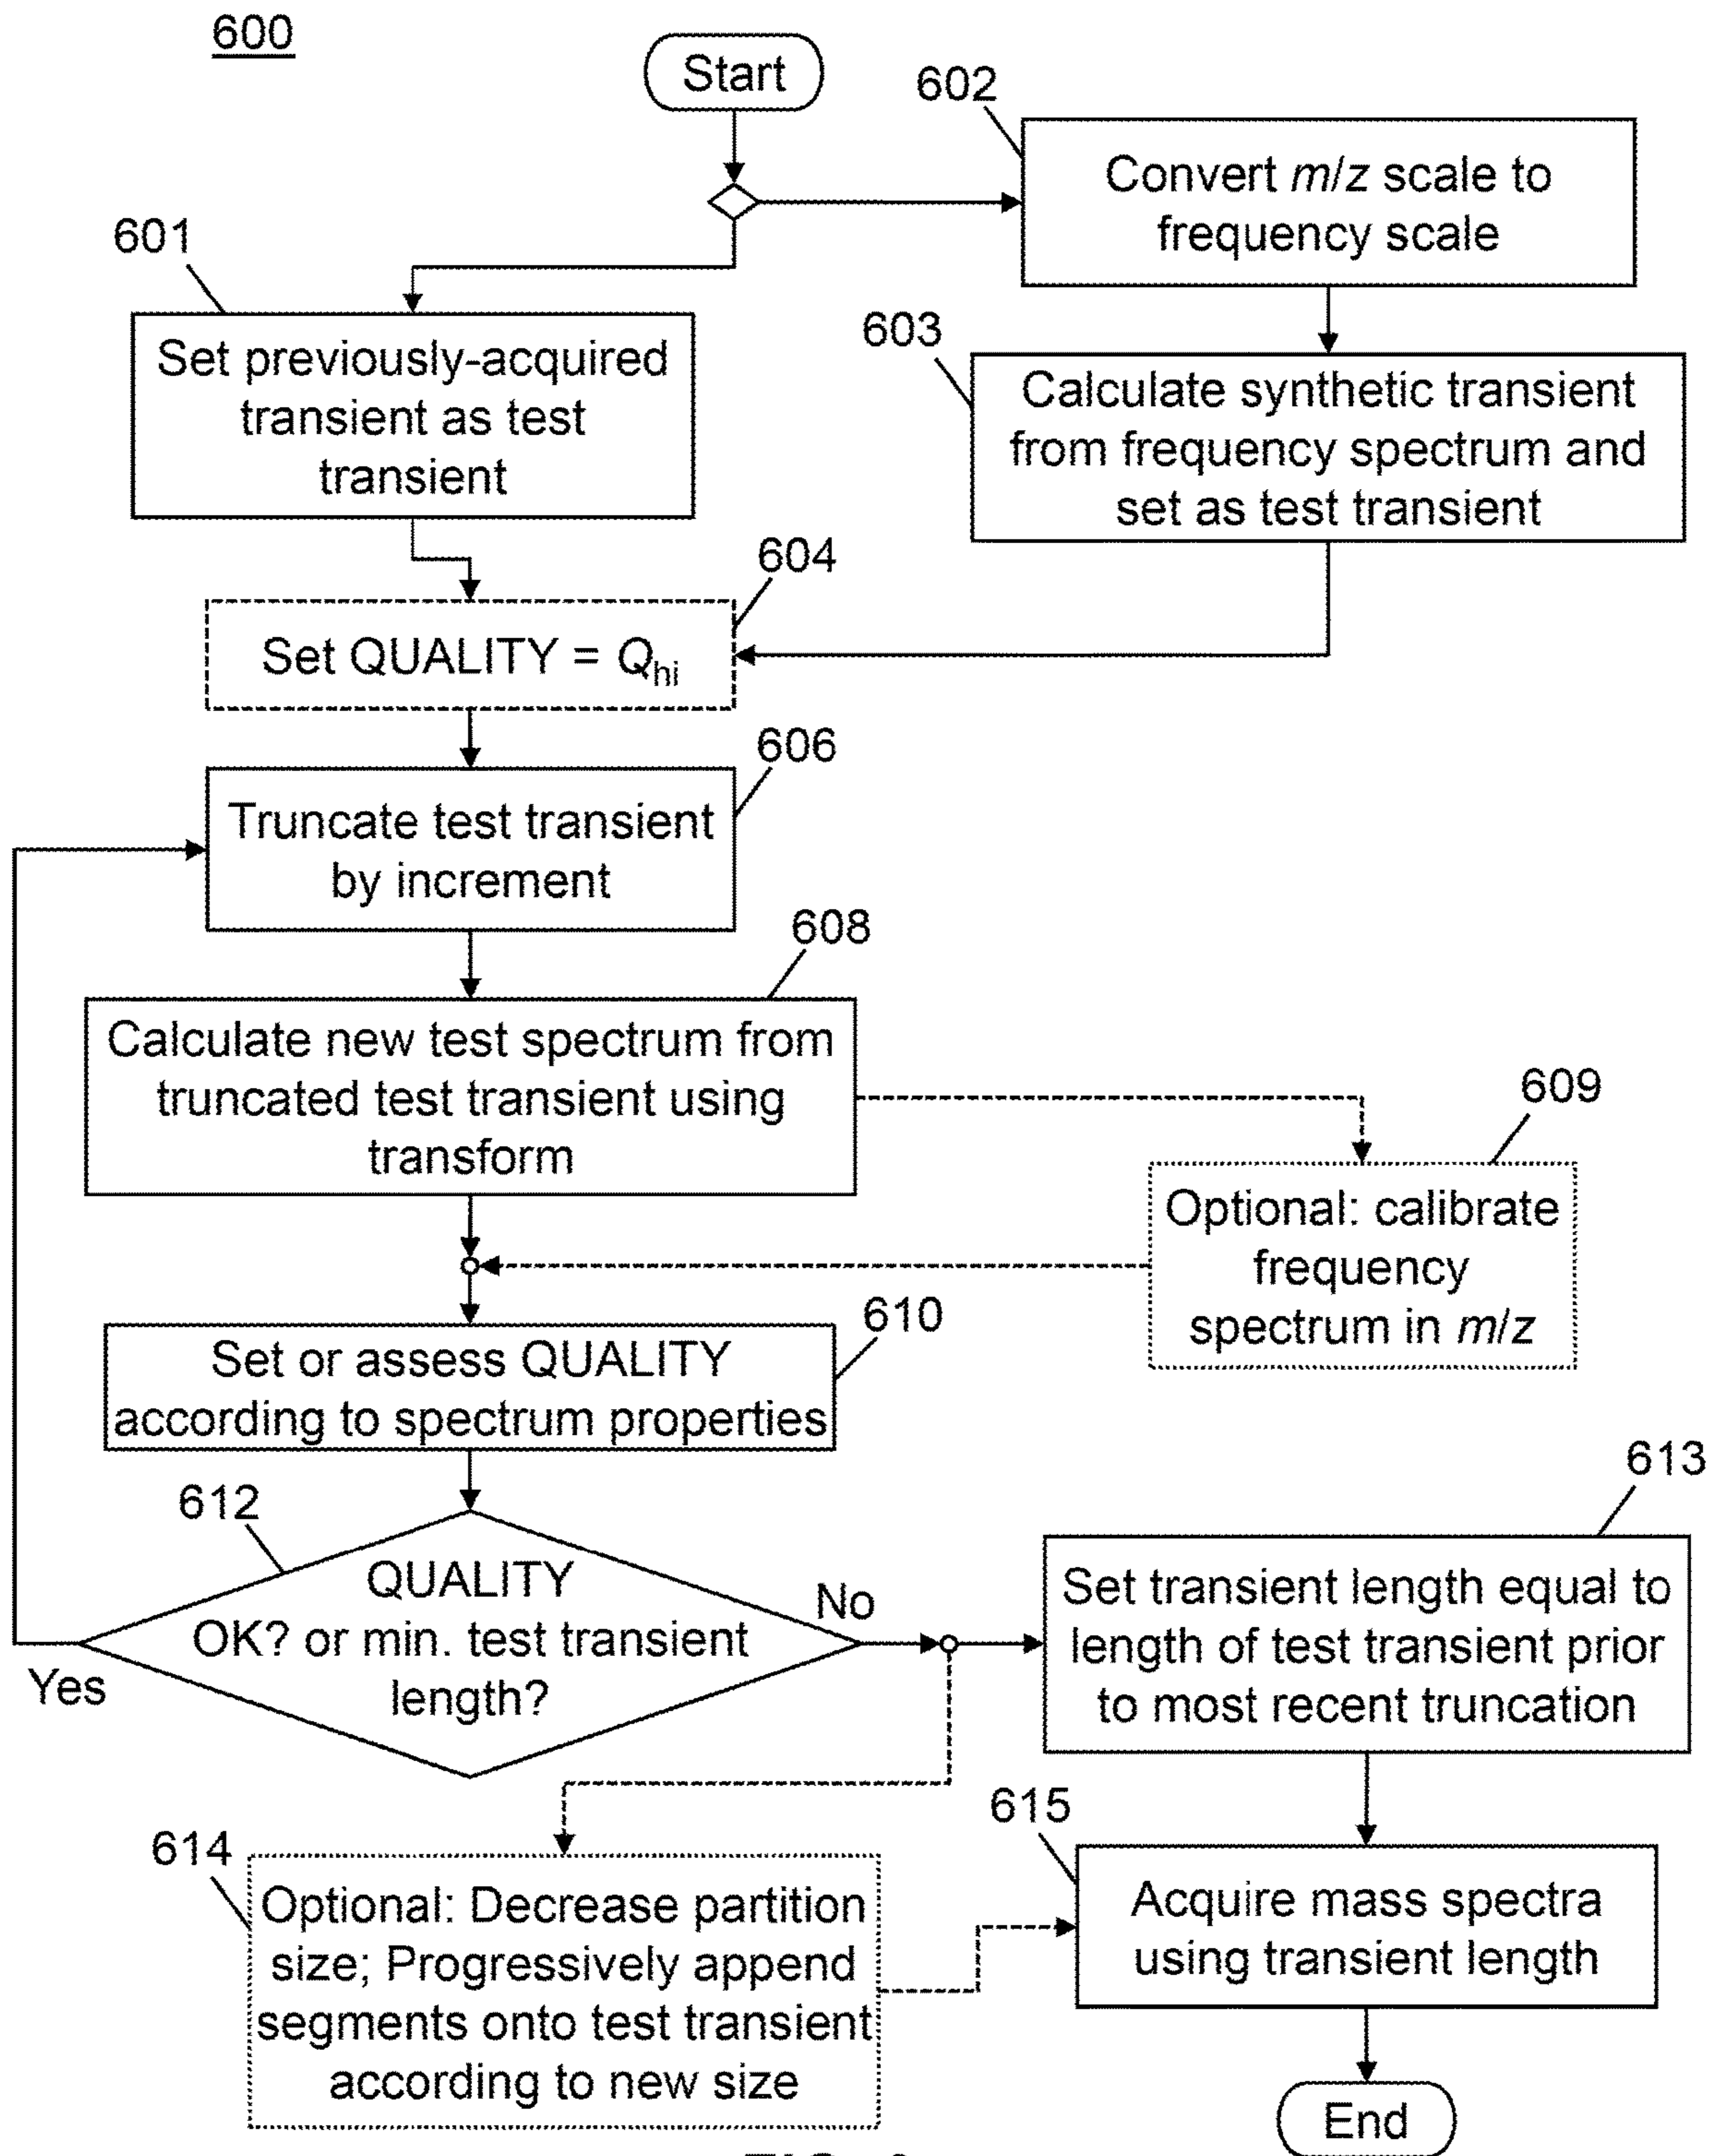 600
Start
602
Convert m/z scale to
frequency scale
601
Set previously-acquired
transient as test
transient
603
Calculate synthetic transient
from frequency spectrum and
set as test transient
604
Set QUALITY = Qhi
606
Truncate test transient
by increment
608
Calculate new test spectrum from
truncated test transient using
transform
609
Optional: calibrate
frequency
spectrum in m/z
610
Set or assess QUALITY
according to spectrum properties
612
QUALITY
OK? or min. test transient
length?
Yes
No
613
Set transient length equal to
length of test transient prior
to most recent truncation
614
Optional: Decrease partition
size; Progressively append
segments onto test transient
according to new size
615
Acquire mass spectra
using transient length
End